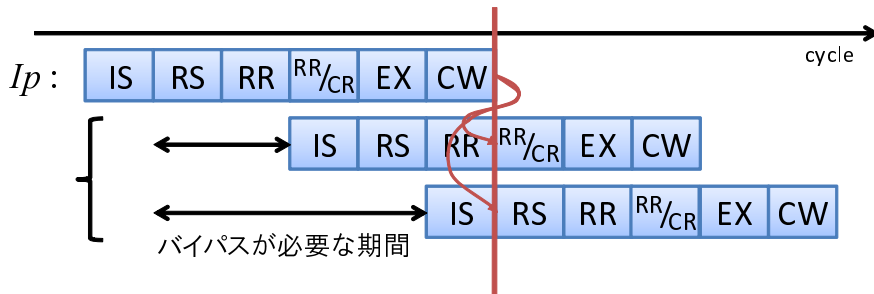 cycle
Ip : IS RS RR RR/CR EX CW
IS RS RR RR/CR EX CW
IS RS RR RR/CR EX CW
バイパスが必要な期間